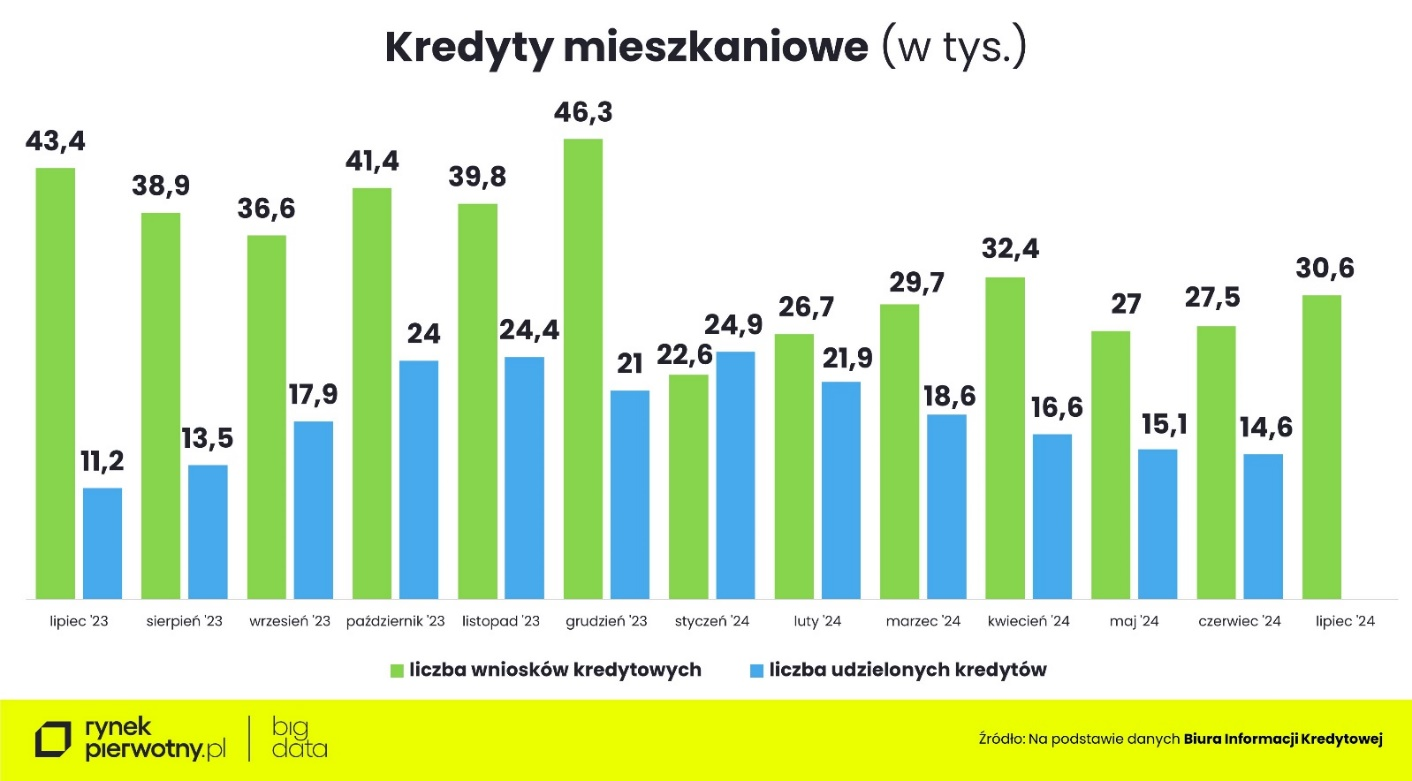 Kredyty mieszkaniowe (w tys.)
43,4
11,2
38,9
13,5
36,6
17,9
41,4
24
39,8
24,4
46,3
21
22,6
24,9
26,7
21,9
29,7
18,6
32,4
16,6
27
15,1
27,5
14,6
30,6
lipiec '23
sierpień '23
wrzesień '23
październik '23
listopad '23
grudzień '23
styczeń '24
luty '24
marzec '24
kwiecień '24
maj '24
czerwiec '24
lipiec '24
liczba wniosków kredytowych
liczba udzielonych kredytów
rynek
pierwotny.pl
big
data
Źródło: Na podstawie danych Biura Informacji Kredytowej